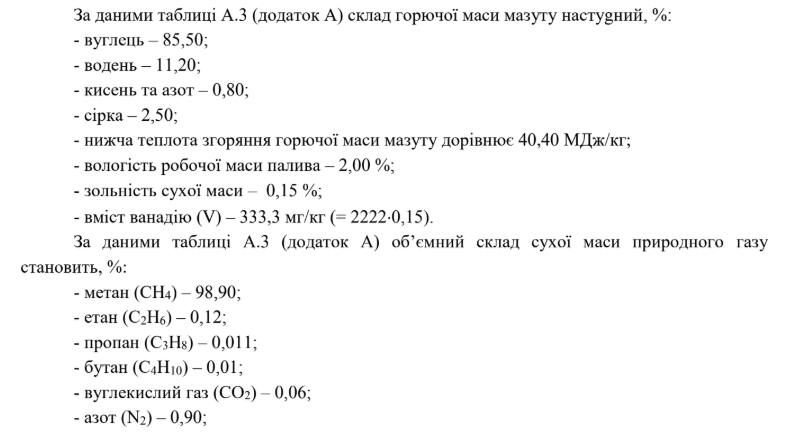 За даними таблиці А.3 (додаток А) склад горючої маси мазуту настуgний, %:
- вуглець – 85,50;
- водень – 11,20;
- кисень та азот – 0,80;
- сірка – 2,50;
- нижча теплота згоряння горючої маси мазуту дорівнює 40,40 МДж/кг;
- вологість робочої маси палива – 2,00 %;
- зольність сухої маси – 0,15 %;
- вміст ванадію (V) – 333,3 мг/кг (= 2222·0,15).
За даними таблиці А.3 (додаток А) об’ємний склад сухої маси природного газу
становить, %:
- метан (CH4) – 98,90;
- етан (C2H6) – 0,12;
- пропан (C3H8) – 0,011;
- бутан (C4H10) – 0,01;
- вуглекислий газ (CO2) – 0,06;
- азот (N2) – 0,90;